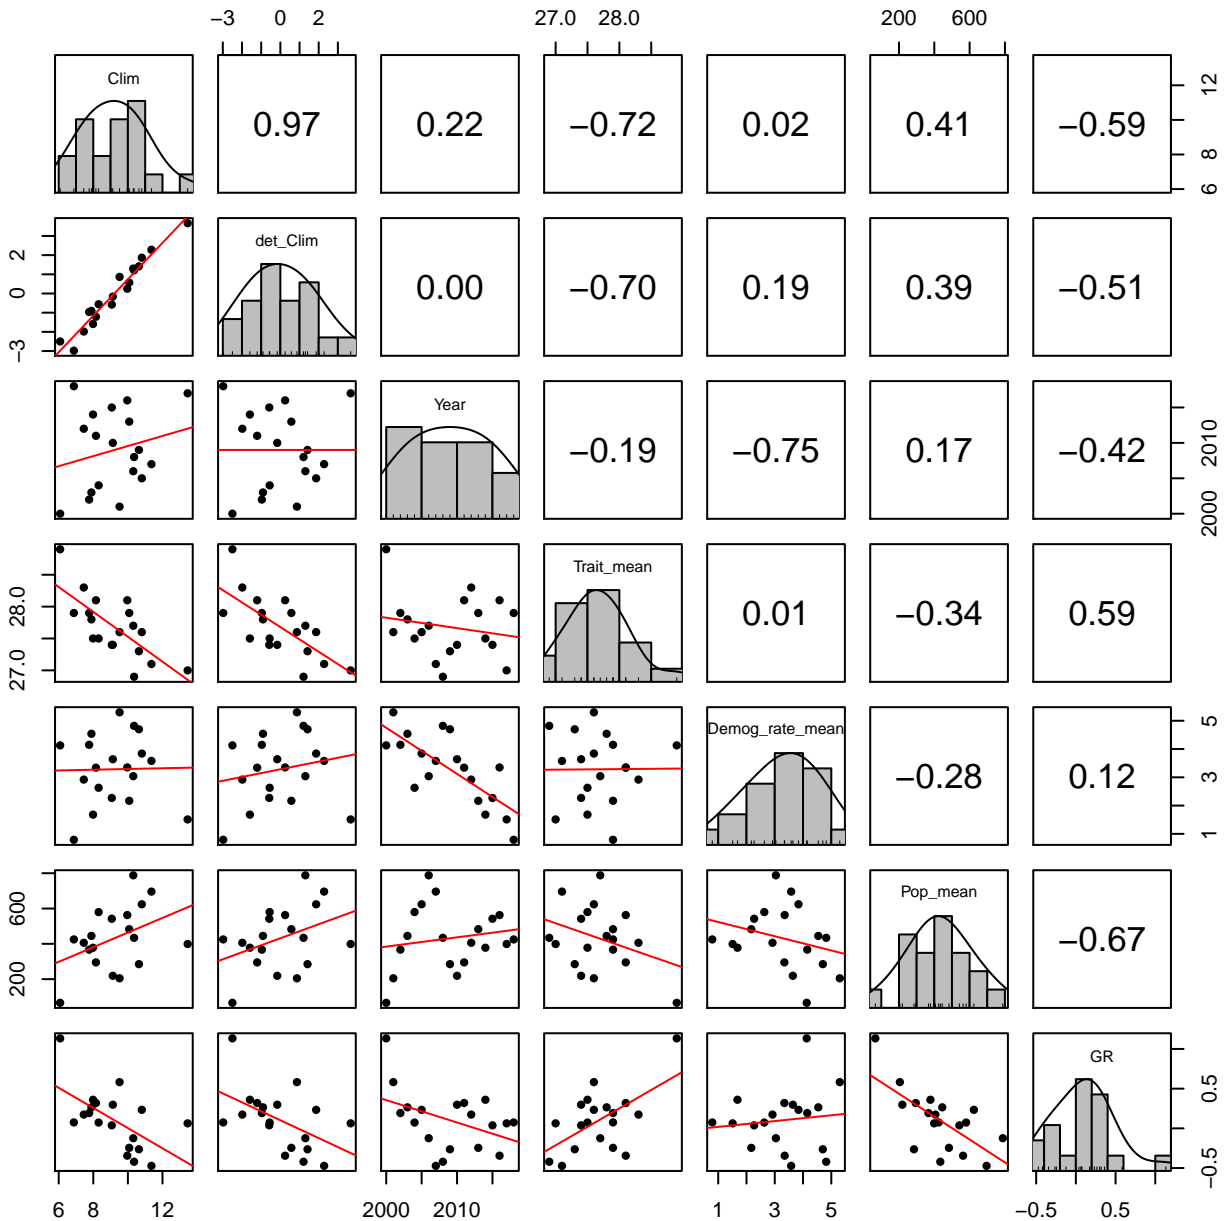 −3 0 2 27.0 28.0 200 600
Clim 0.97 0.22 −0.72 0.02 0.41 −0.59 6 8 12
−3 0 2 det_Clim 0.00 −0.70 0.19 0.39 −0.51
Year −0.19 −0.75 0.17 −0.42 2000 2010
27.0 28.0 Trait_mean 0.01 −0.34 0.59
Demog_rate_mean −0.28 0.12 1 3 5
200 600 Pop_mean −0.67
GR −0.5 0.5
6 8 12 2000 2010 1 3 5 −0.5 0.5